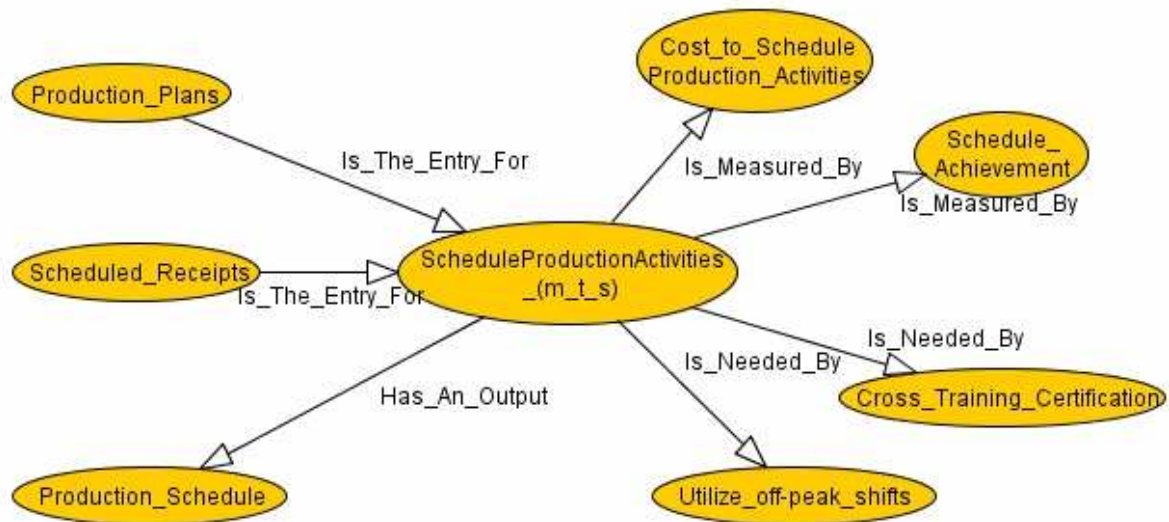 Cost_to_Schedule
Production_Activities
Production_Plans
Schedule_
Achievement
Is_The_Entry_For
Is_Measured_By
Is_Measured_By
ScheduleProductionActivities
_(m_t_s)
Scheduled_Receipts
Is_The_Entry_For
Is_Needed_By
Is_Needed_By
Has_An_Output
Cross_Training_Certification
Production_Schedule
Utilize_off-peak_shifts